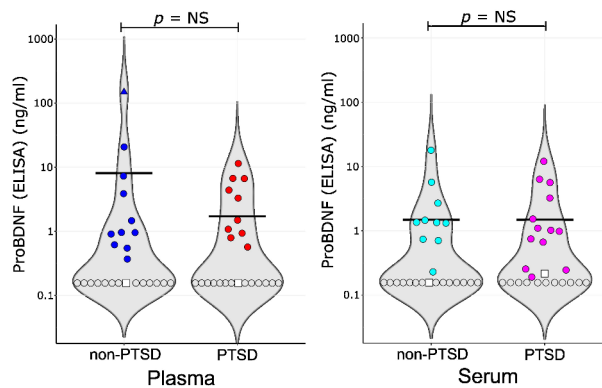 p = NS
p = NS
ProBDNF (ELISA) (ng/ml)
1000
100
10
1
0.1
non-PTSD
PTSD
Plasma
ProBDNF (ELISA) (ng/ml)
1000
100
10
1
0.1
non-PTSD
PTSD
Serum